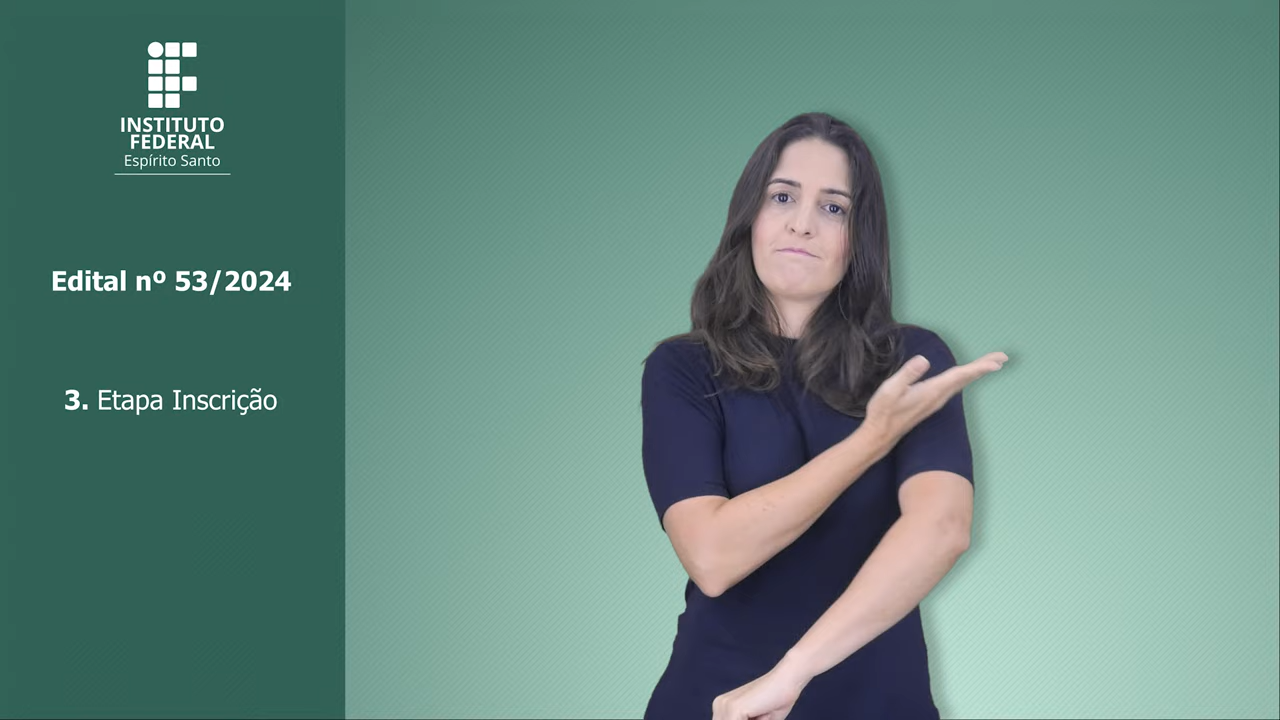 INSTITUTO
FEDERAL
Espírito Santo
Edital nº 53/2024
3. Etapa Inscrição